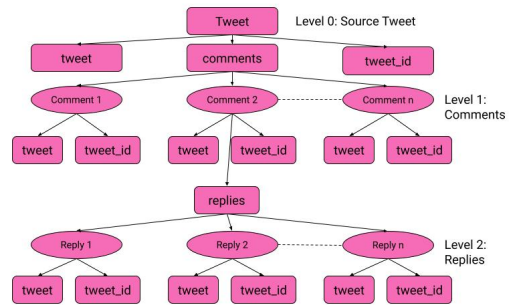 Tweet
Level 0: Source Tweet
tweet
comments
tweet_id
Comment 1
Comment 2
Comment n
Level 1:
Comments
tweet
tweet_id
tweet
tweet_id
tweet
tweet_id
replies
Reply 1
Reply 2
Reply n
Level 2:
Replies
tweet
tweet_id
tweet
tweet_id
tweet
tweet_id